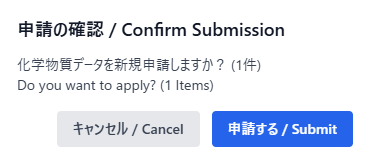 申請の確認 / Confirm Submission
化学物質データを新規申請しますか？ (1件)
Do you want to apply? (1 Items)
キャンセル / Cancel
申請する / Submit